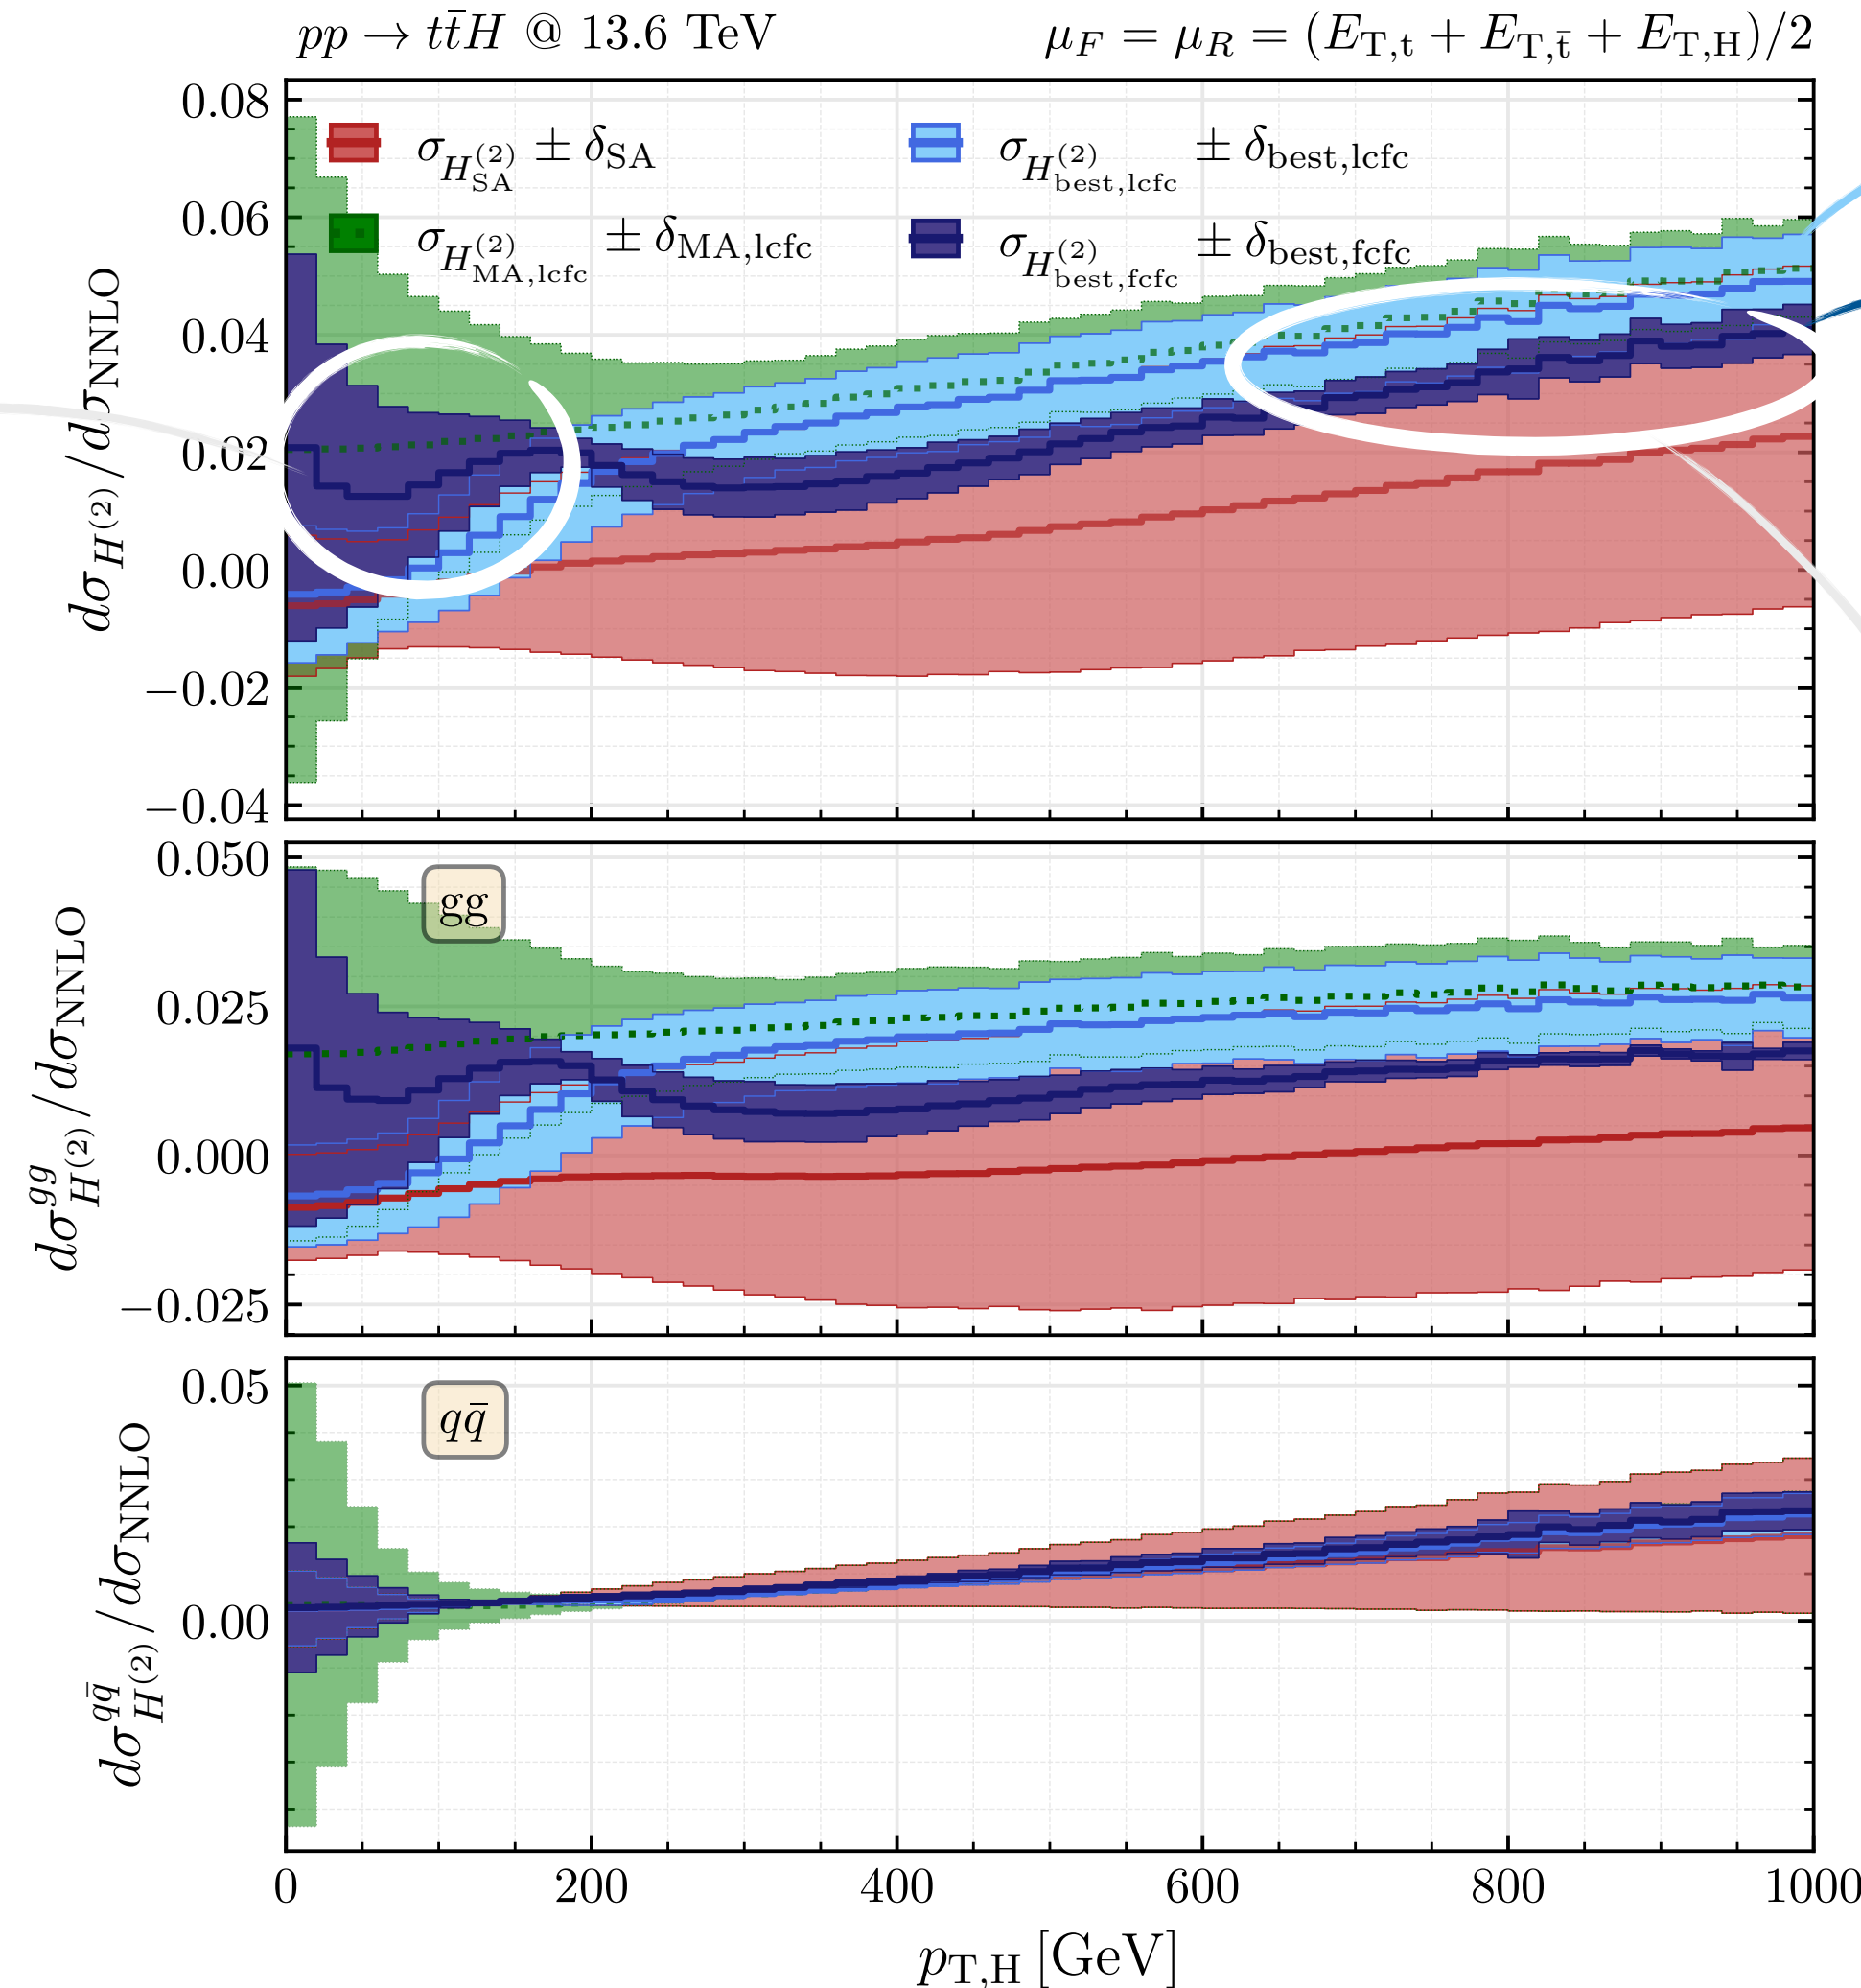 pp → tt̄H @ 13.6 TeV
μ_F = μ_R = (E_T,t + E_T,t̄ + E_T,H)/2
σ_H^(2)_SA ± δ_SA
σ_H^(2)_best,lcfc ± δ_best,lcfc
σ_H^(2)_MA,lcfc ± δ_MA,lcfc
σ_H^(2)_best,fcfc ± δ_best,fcfc
dσ_H^(2)/dσ_NNLO
0.08
0.06
0.04
0.02
0.00
−0.02
−0.04
dσ^gg_H^(2)/dσ_NNLO
gg
0.050
0.025
0.000
−0.025
dσ^qq̄_H^(2)/dσ_NNLO
qq̄
0.05
0.00
0 200 400 600 800 1000
p_T,H [GeV]